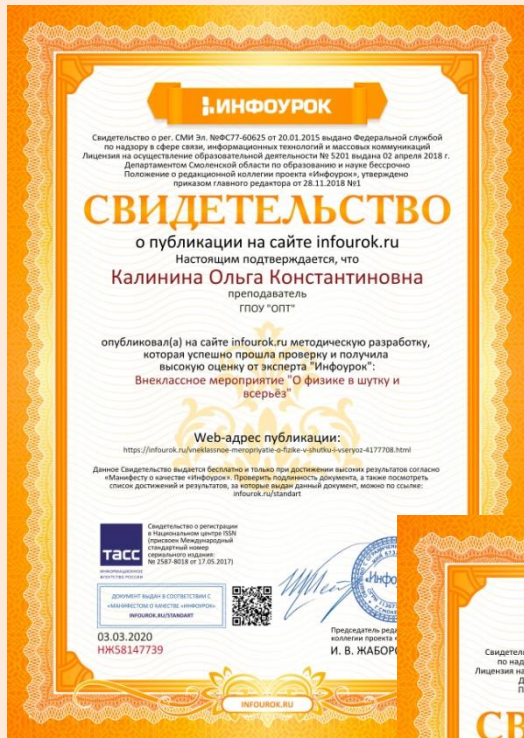 ИНФОУРОК
Свидетельство о рег. СМИ Эл. №ФС77-60625 от 20.01.2015 выдано Федеральной службой
по надзору в сфере связи, информационных технологий и массовых коммуникаций
Лицензия на осуществление образовательной деятельности № 5201 выдана 02 апреля 2018 г.
Департаментом Смоленской области по образованию и науке бессрочно
Положение о редакционной коллегии проекта «Инфоурок», утверждено
приказом главного редактора от 28.11.2018 №1
СВИДЕТЕЛЬСТВО
о публикации на сайте infourok.ru
Настоящим подтверждается, что
Калинина Ольга Константиновна
преподаватель
ГПОУ "ОПТ"
опубликовал(а) на сайте infourok.ru методическую разработку,
которая успешно прошла проверку и получила
высокую оценку от эксперта "Инфоурок":
Внеклассное мероприятие "О физике в шутку и
всерьёз"
Web-адрес публикации:
https://infourok.ru/vneklassnoe-meropriyatie-o-fizike-v-shutku-i-vseryoz-4177708.html
Данное Свидетельство выдается бесплатно и только при достижении высоких результатов согласно
«Манифесту о качестве «Инфоурок». Проверить подлинность документа, а также посмотреть
список достижений и результатов, за которые выдан данный документ, можно по ссылке:
infourok.ru/standart
Свидетельство о регистрации
в Национальном центре ISSN
(присвоен Международный
стандартный номер
сериального издания:
№ 2587-8018 от 17.05.2017)
ТАСС
ИНФОРМАЦИОННОЕ
АГЕНТСТВО РОССИИ
ДОКУМЕНТ ВЫДАН В СООТВЕТСТВИИ С
«МАНИФЕСТОМ О КАЧЕСТВЕ «ИНФОУРОК»
INFOUROK.RU/STANDART
03.03.2020
НЖ58147739
Председатель
коллегии проекта
И. В. ЖАБОР
INFOUROK.RU
по
Лицензия
СВ